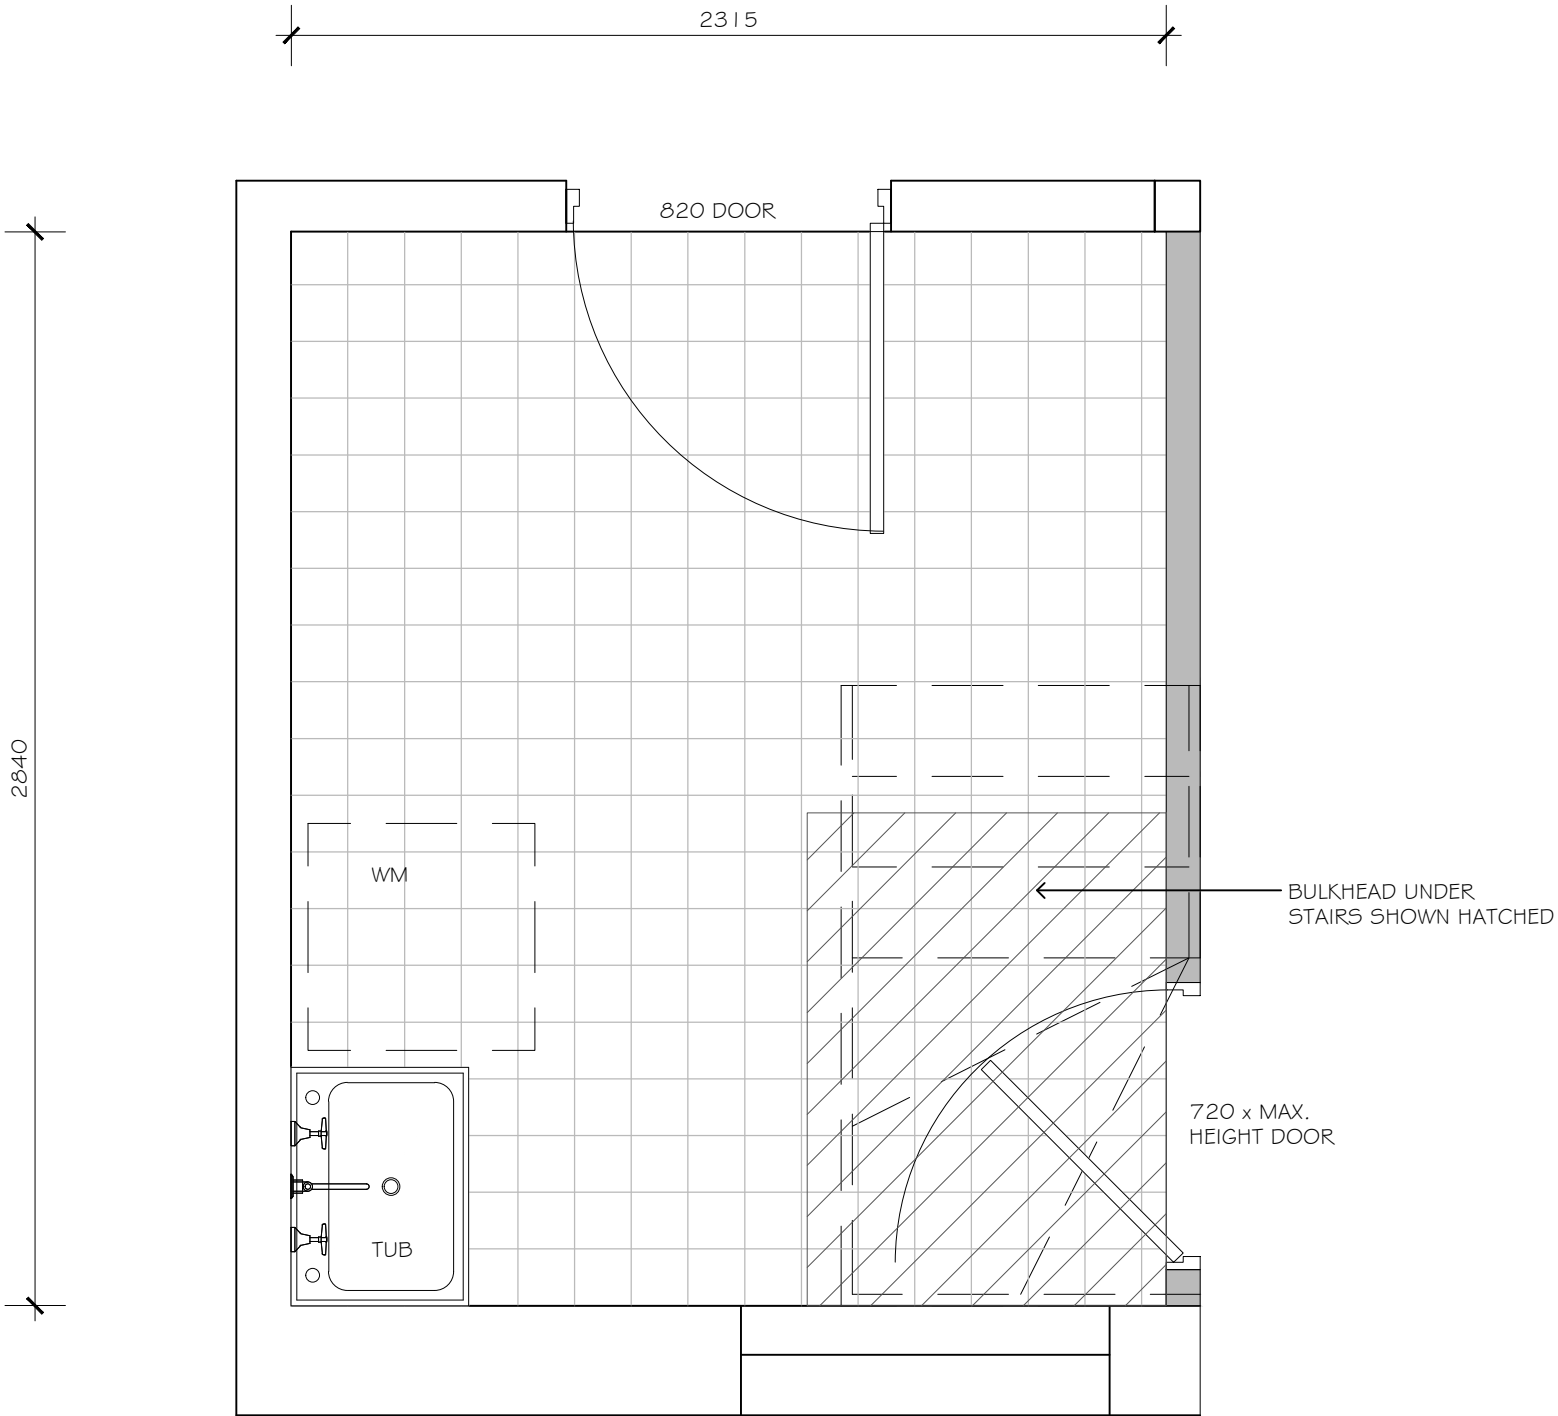 2315
820 DOOR
2840
WM
BULKHEAD UNDER
STAIRS SHOWN HATCHED
720 x MAX.
HEIGHT DOOR
TUB